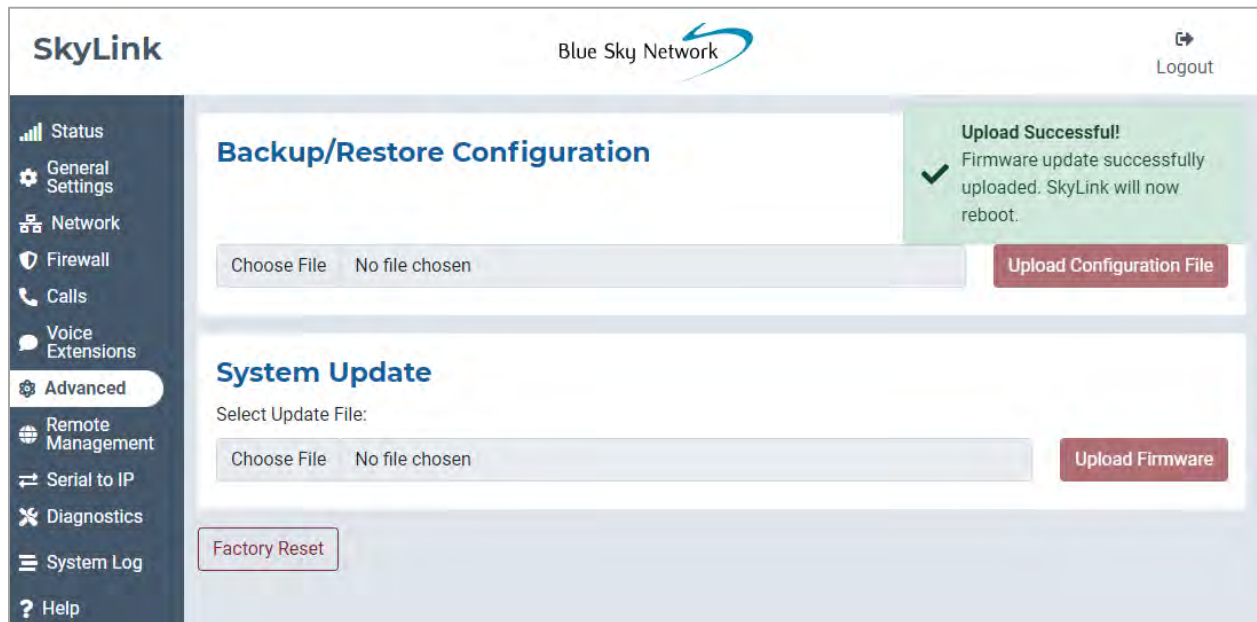 SkyLink
Blue Sky Network
Logout
Status
General
Settings
Network
Firewall
Calls
Voice
Extensions
Advanced
Remote
Management
Serial to IP
Diagnostics
System Log
Help
Backup/Restore Configuration
Upload Successful!
Firmware update successfully
uploaded. SkyLink will now
reboot.
Choose File No file chosen
Upload Configuration File
System Update
Select Update File:
Choose File No file chosen
Upload Firmware
Factory Reset